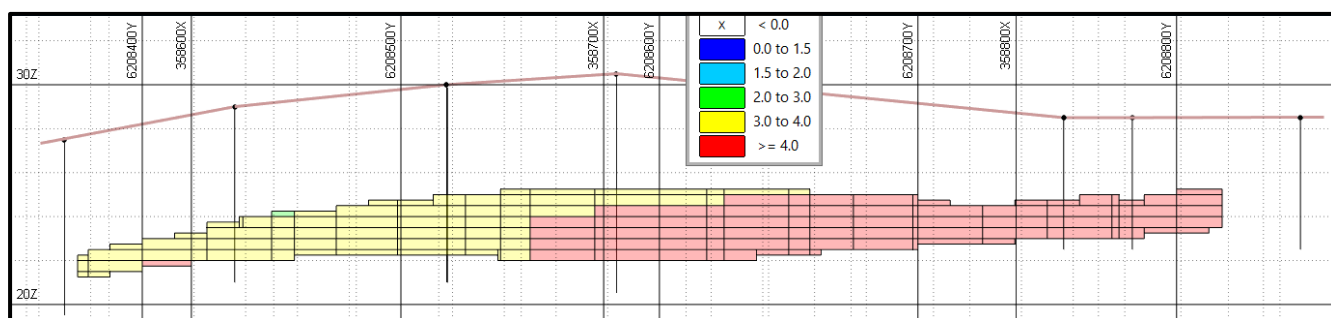 6208400Y
358600X
6208500Y
358700X
6208600Y
6208700Y
358800X
6208800Y
X < 0.0
0.0 to 1.5
1.5 to 2.0
2.0 to 3.0
3.0 to 4.0
>= 4.0
30Z
20Z